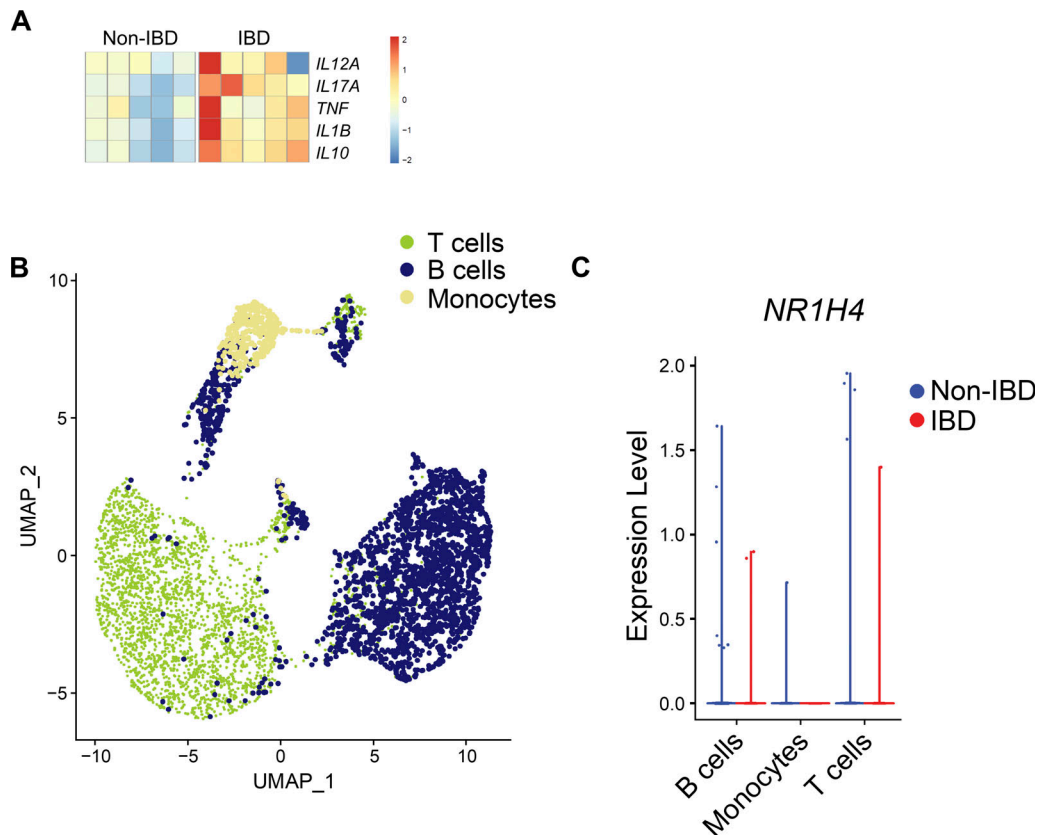 A
Non-IBD IBD
IL12A
IL17A
TNF
IL1B
IL10
2
1
0
−1
−2
B
T cells
B cells
Monocytes
10
5
0
−5
UMAP_2
−10 −5 0 5 10
UMAP_1
C
NR1H4
Non-IBD
IBD
2.0
1.5
1.0
0.5
0.0
Expression Level
B cells
Monocytes
T cells